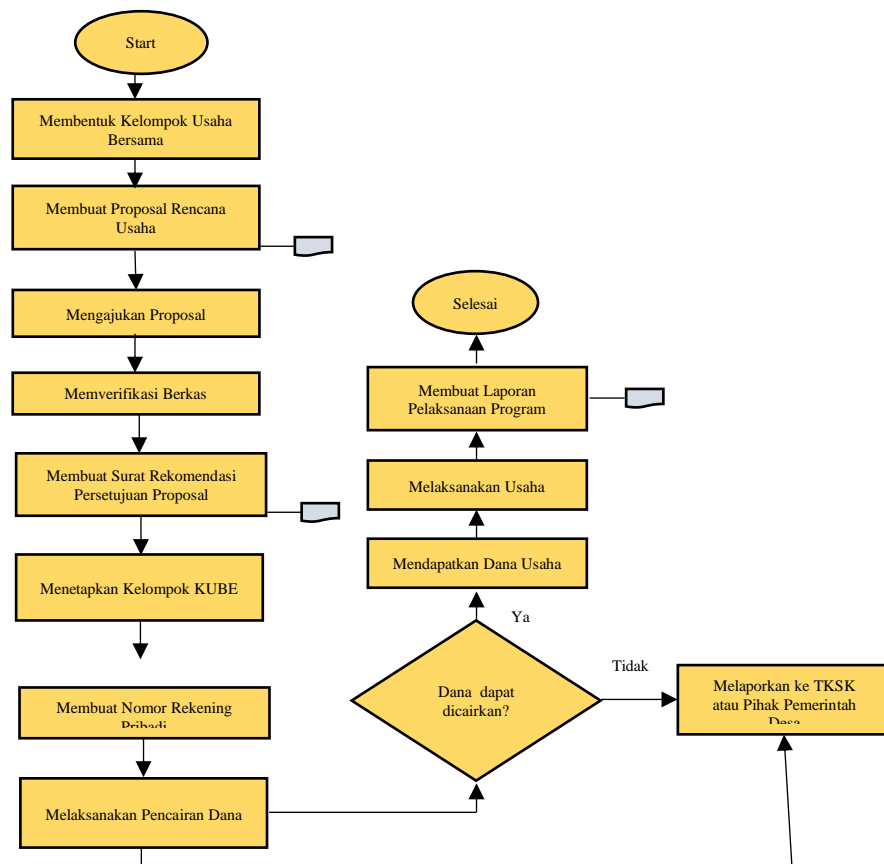 Start
Membentuk Kelompok Usaha
Bersama
Membuat Proposal Rencana
Usaha
Mengajukan Proposal
Memverifikasi Berkas
Membuat Surat Rekomendasi
Persetujuan Proposal
Menetapkan Kelompok KUBE
Membuat Nomor Rekening
Pribadi
Melaksanakan Pencairan Dana
Selesai
Membuat Laporan
Pelaksanaan Program
Melaksanakan Usaha
Mendapatkan Dana Usaha
Ya
Dana dapat
dicairkan?
Tidak
Melaporkan ke TKSK
atau Pihak Pemerintah
Desa